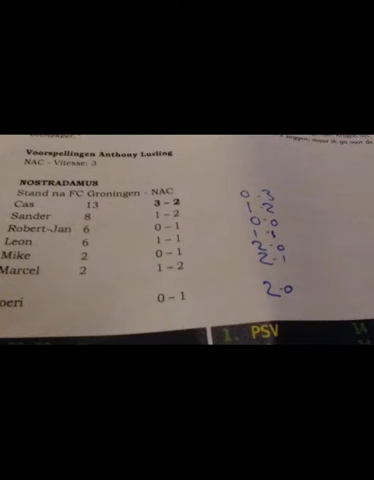 Voorspellingen Anthony Lurling
NAC - Vitesse: 3
NOSTRADAMUS
Stand na FC Groningen - NAC
Cas 13 3 - 2 0-3
Sander 8 1 - 2 1-2
Robert-Jan 6 0 - 1 0-0
Leon 6 1 - 1
Mike 2 0 - 1 2-0
Marcel 2 1 - 2 2-1
oeri 0 - 1 2-0
1. PSV 14